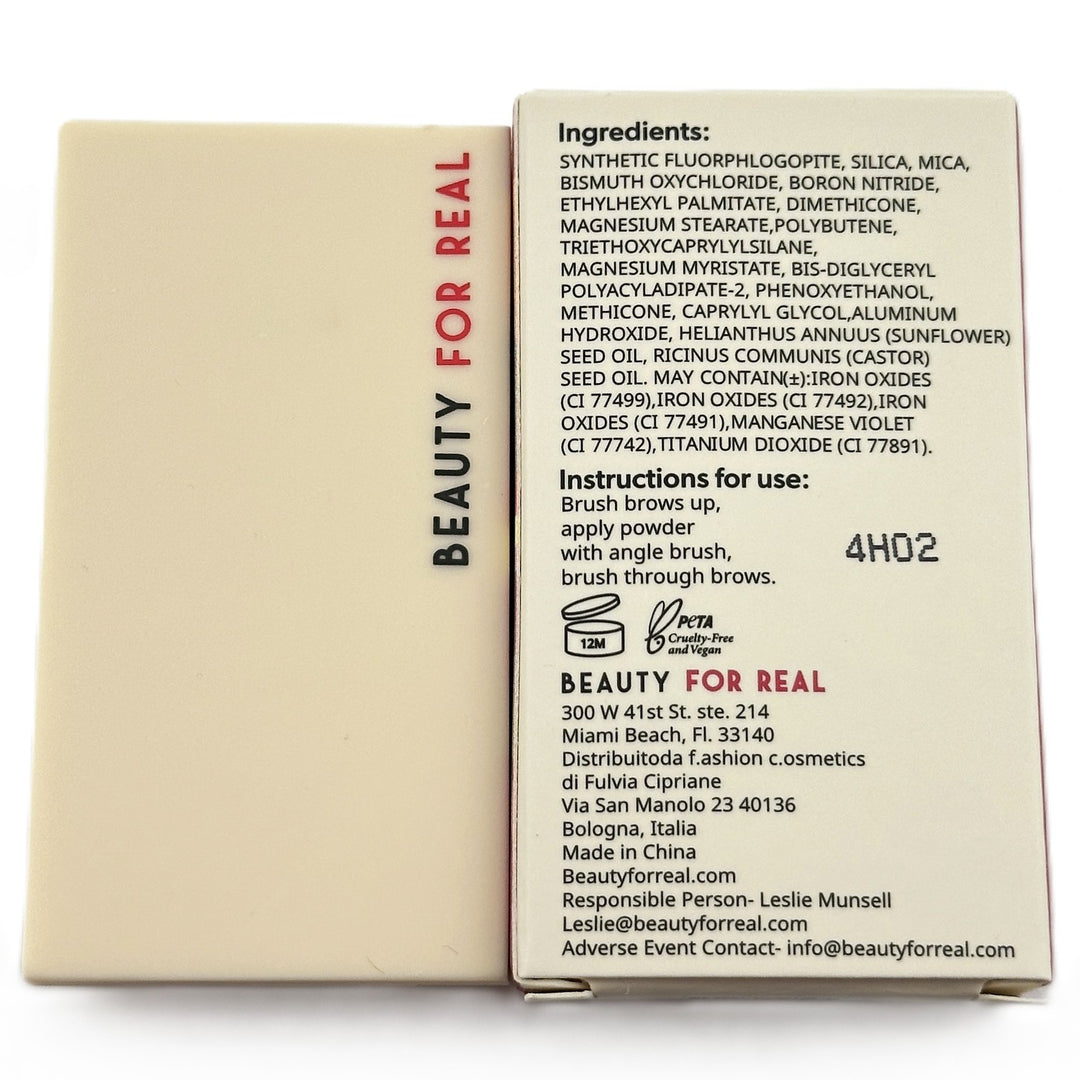 BEAUTY FOR REAL
Ingredients:
SYNTHETIC FLUORPHLOGOPITE, SILICA, MICA,
BISMUTH OXYCHLORIDE, BORON NITRIDE,
ETHYLHEXYL PALMITATE, DIMETHICONE,
MAGNESIUM STEARATE,POLYBUTENE,
TRIETHOXYCAPRYLYLSILANE,
MAGNESIUM MYRISTATE, BIS-DIGLYCERYL
POLYACYLADIPATE-2, PHENOXYETHANOL,
METHICONE, CAPRYLYL GLYCOL,ALUMINUM
HYDROXIDE, HELIANTHUS ANNUUS (SUNFLOWER)
SEED OIL, RICINUS COMMUNIS (CASTOR)
SEED OIL. MAY CONTAIN(±):IRON OXIDES
(CI 77499),IRON OXIDES (CI 77492),IRON
OXIDES (CI 77491),MANGANESE VIOLET
(CI 77742),TITANIUM DIOXIDE (CI 77891).
Instructions for use:
Brush brows up,
apply powder
with angle brush,
brush through brows.
4H02
12M
PETA
Cruelty-Free
and Vegan
BEAUTY FOR REAL
300 W 41st St. ste. 214
Miami Beach, Fl. 33140
Distribuitoda f.ashion c.osmetics
di Fulvia Cipriane
Via San Manolo 23 40136
Bologna, Italia
Made in China
Beautyforreal.com
Responsible Person- Leslie Munsell
Leslie@beautyforreal.com
Adverse Event Contact- info@beautyforreal.com